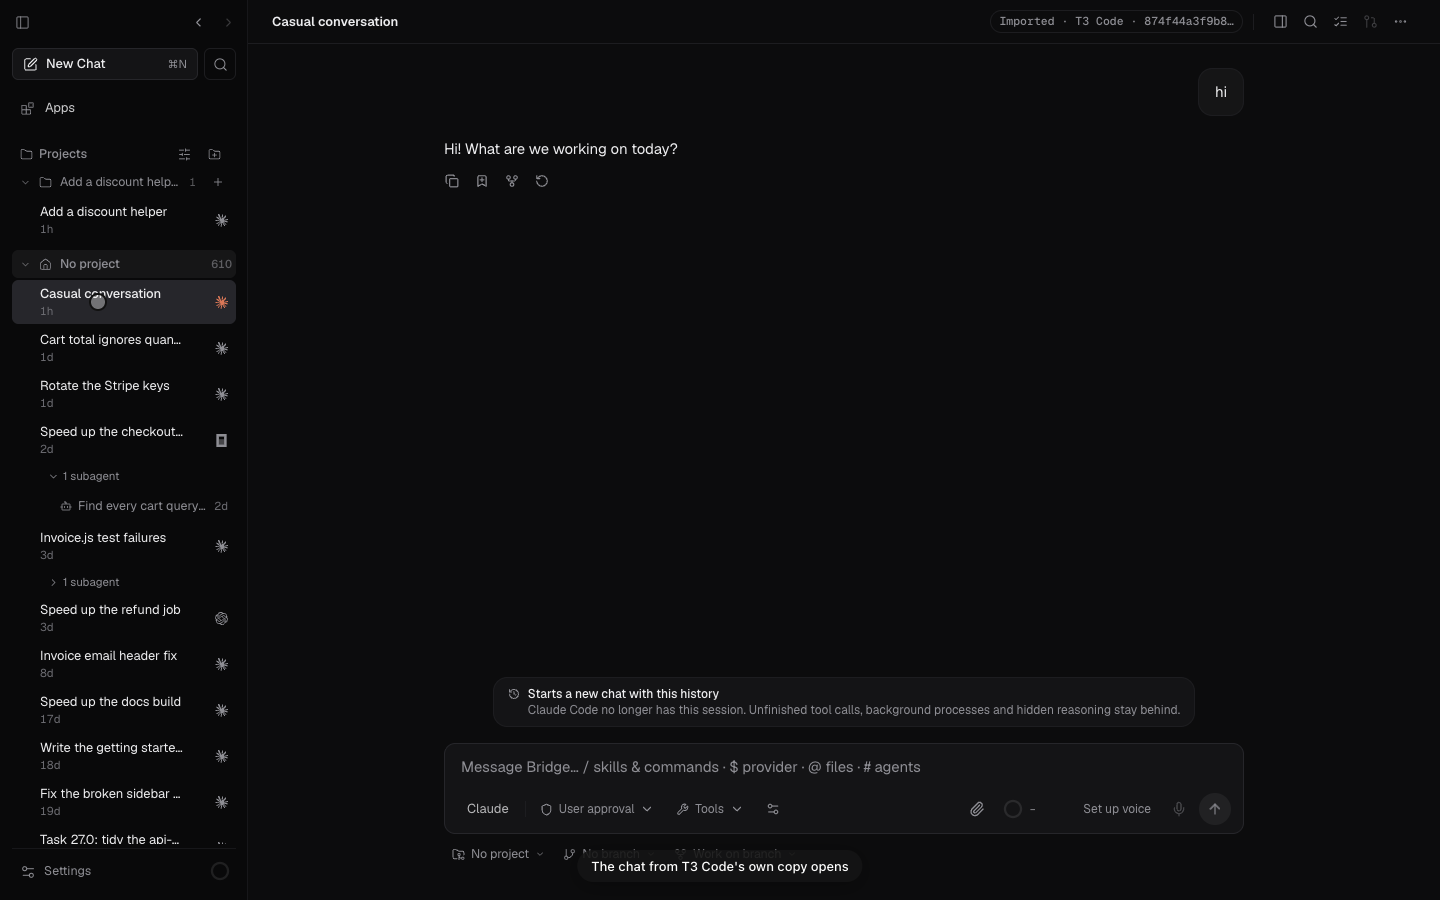 Casual conversation
Imported · T3 Code · 874f44a3f9b8…
New Chat
⌘N
Apps
Projects
Add a discount help… 1
Add a discount helper
1h
No project 610
Casual conversation
1h
Cart total ignores quan…
1d
Rotate the Stripe keys
1d
Speed up the checkout…
2d
1 subagent
Find every cart query… 2d
Invoice.js test failures
3d
1 subagent
Speed up the refund job
3d
Invoice email header fix
8d
Speed up the docs build
17d
Write the getting starte…
18d
Fix the broken sidebar …
19d
Task 27.0: tidy the api-…
Settings
hi
Hi! What are we working on today?
Starts a new chat with this history
Claude Code no longer has this session. Unfinished tool calls, background processes and hidden reasoning stay behind.
Message Bridge… / skills & commands · $ provider · @ files · # agents
Claude
User approval
Tools
-
Set up voice
No project
No branch
Work on branch
The chat from T3 Code's own copy opens